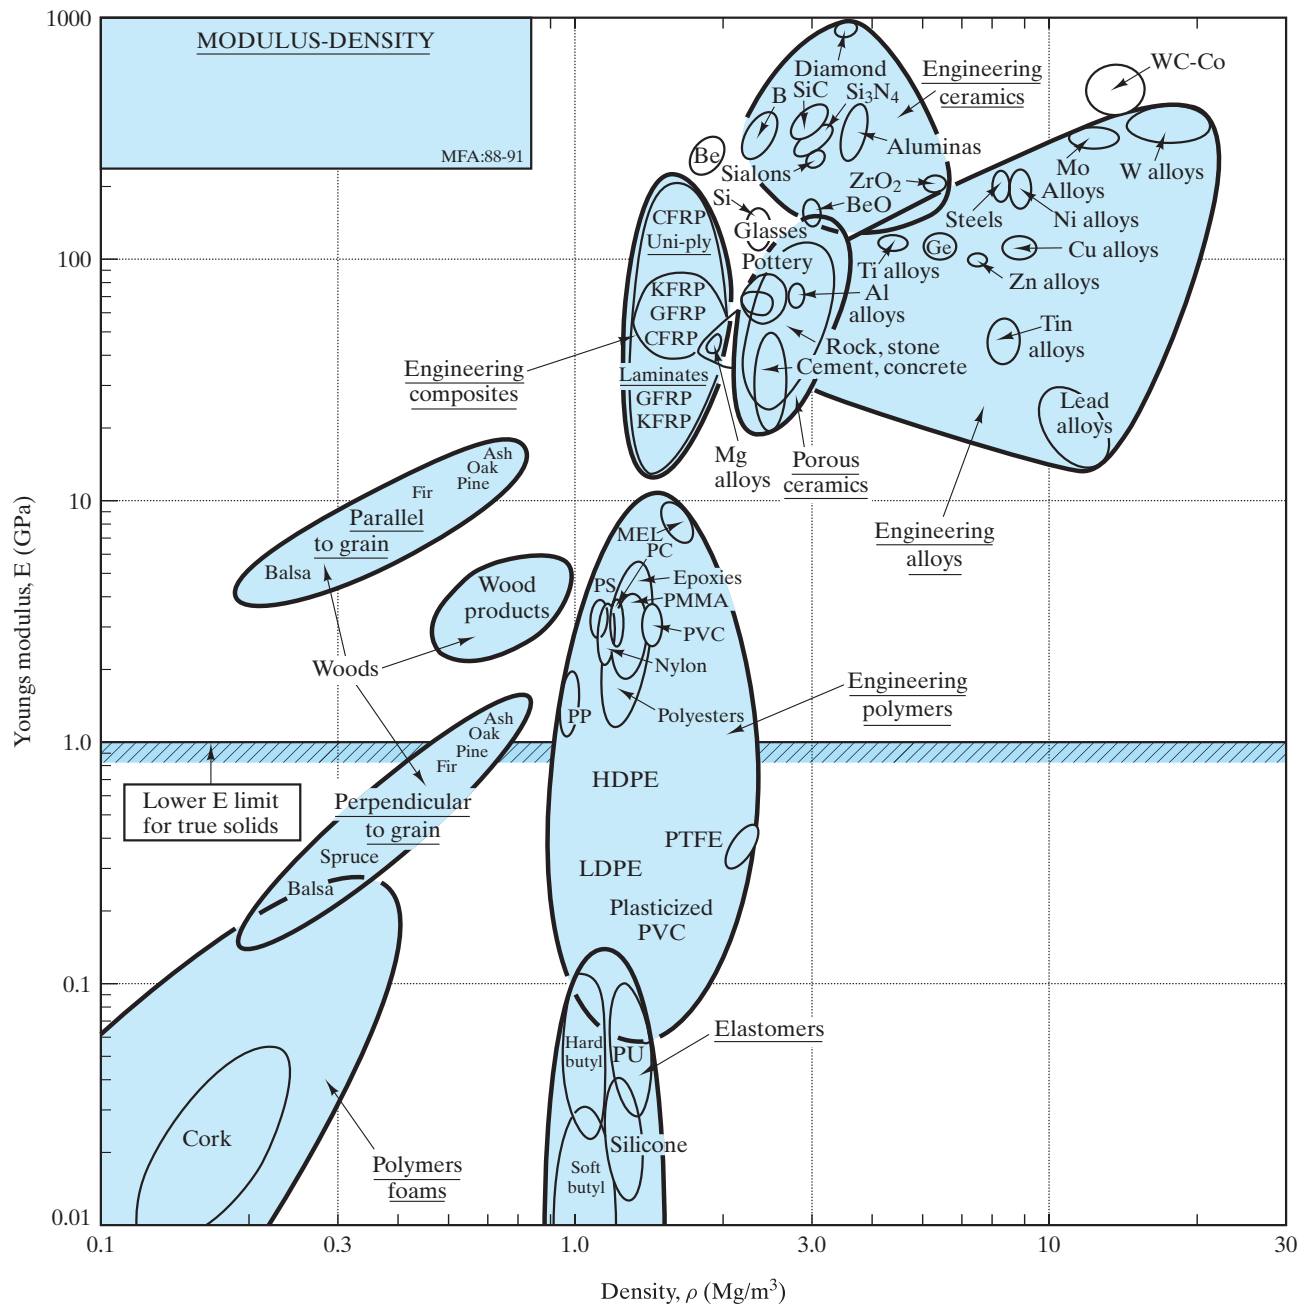 MODULUS-DENSITY
MFA:88-91
1000
100
10
1.0
0.1
0.01
Youngs modulus, E (GPa)
WC-Co
Diamond
Engineering
ceramics
B
SiC
Si3N4
Be
Aluminas
Sialons
ZrO2
BeO
Si
Glasses
Pottery
Mo
Alloys
W alloys
Steels
Ni alloys
Ti alloys
Ge
Cu alloys
Zn alloys
Al
alloys
Tin
alloys
Rock, stone
Cement, concrete
Lead
alloys
CFRP
Uni-ply
KFRP
GFRP
CFRP
Laminates
GFRP
KFRP
Engineering
composites
Mg
alloys
Porous
ceramics
Engineering
alloys
Ash
Oak
Pine
Fir
Parallel
to grain
Balsa
Wood
products
Woods
MEL
PC
PS
Epoxies
PMMA
PVC
Nylon
PP
Polyesters
Engineering
polymers
Ash
Oak
Pine
Fir
Lower E limit
for true solids
Perpendicular
to grain
Spruce
Balsa
HDPE
PTFE
LDPE
Plasticized
PVC
Elastomers
Hard
butyl
PU
Silicone
Soft
butyl
Cork
Polymers
foams
0.1
0.3
1.0
3.0
10
30
Density, ρ (Mg/m³)